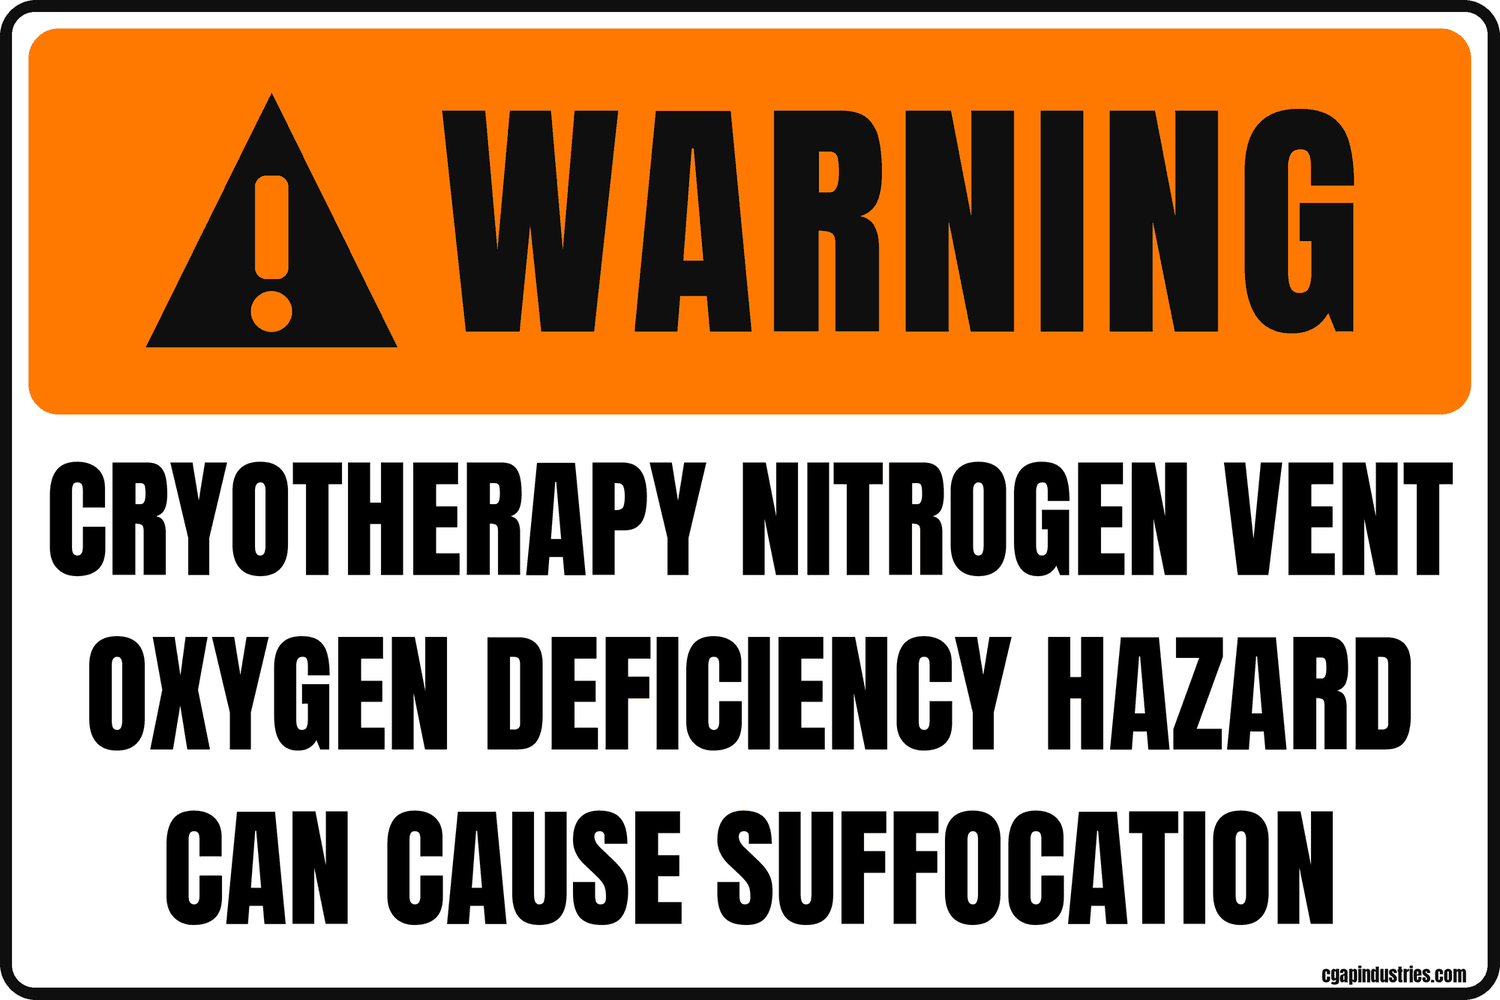 WARNING
CRYOTHERAPY NITROGEN VENT
OXYGEN DEFICIENCY HAZARD
CAN CAUSE SUFFOCATION
cgapindustries.com